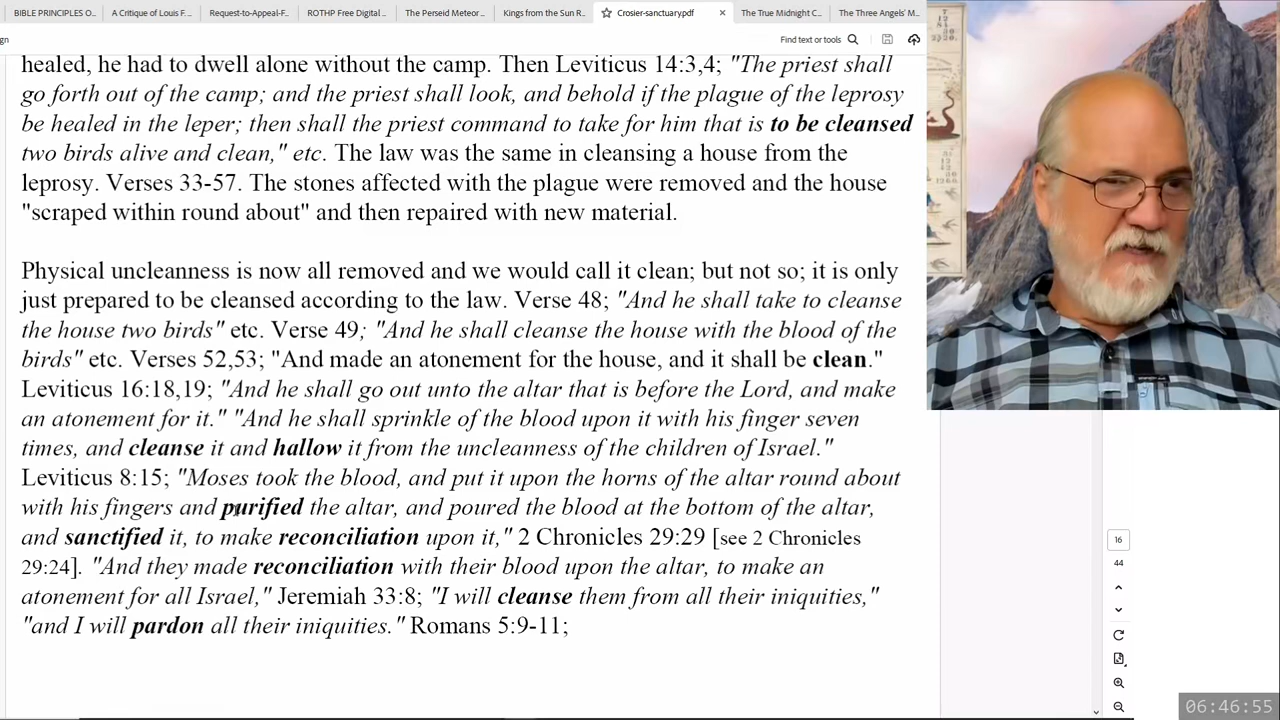 BIBLE PRINCIPLES O... A Critique of Louis F.... Request-to-Appeal-F... ROTHP Free Digital ... The Perseid Meteor ... Kings from the Sun R... Crosier-sanctuary.pdf The True Midnight C... The Three Angels' M...
gn Find text or tools
healed, he had to dwell alone without the camp. Then Leviticus 14:3,4; "The priest shall
go forth out of the camp; and the priest shall look, and behold if the plague of the leprosy
be healed in the leper; then shall the priest command to take for him that is to be cleansed
two birds alive and clean," etc. The law was the same in cleansing a house from the
leprosy. Verses 33-57. The stones affected with the plague were removed and the house
"scraped within round about" and then repaired with new material.
Physical uncleanness is now all removed and we would call it clean; but not so; it is only
just prepared to be cleansed according to the law. Verse 48; "And he shall take to cleanse
the house two birds" etc. Verse 49; "And he shall cleanse the house with the blood of the
birds" etc. Verses 52,53; "And made an atonement for the house, and it shall be clean."
Leviticus 16:18,19; "And he shall go out unto the altar that is before the Lord, and make
an atonement for it." "And he shall sprinkle of the blood upon it with his finger seven
times, and cleanse it and hallow it from the uncleanness of the children of Israel."
Leviticus 8:15; "Moses took the blood, and put it upon the horns of the altar round about
with his fingers and purified the altar, and poured the blood at the bottom of the altar,
and sanctified it, to make reconciliation upon it," 2 Chronicles 29:29 [see 2 Chronicles
29:24]. "And they made reconciliation with their blood upon the altar, to make an
atonement for all Israel," Jeremiah 33:8; "I will cleanse them from all their iniquities,"
"and I will pardon all their iniquities." Romans 5:9-11;
16
44
06:46:55